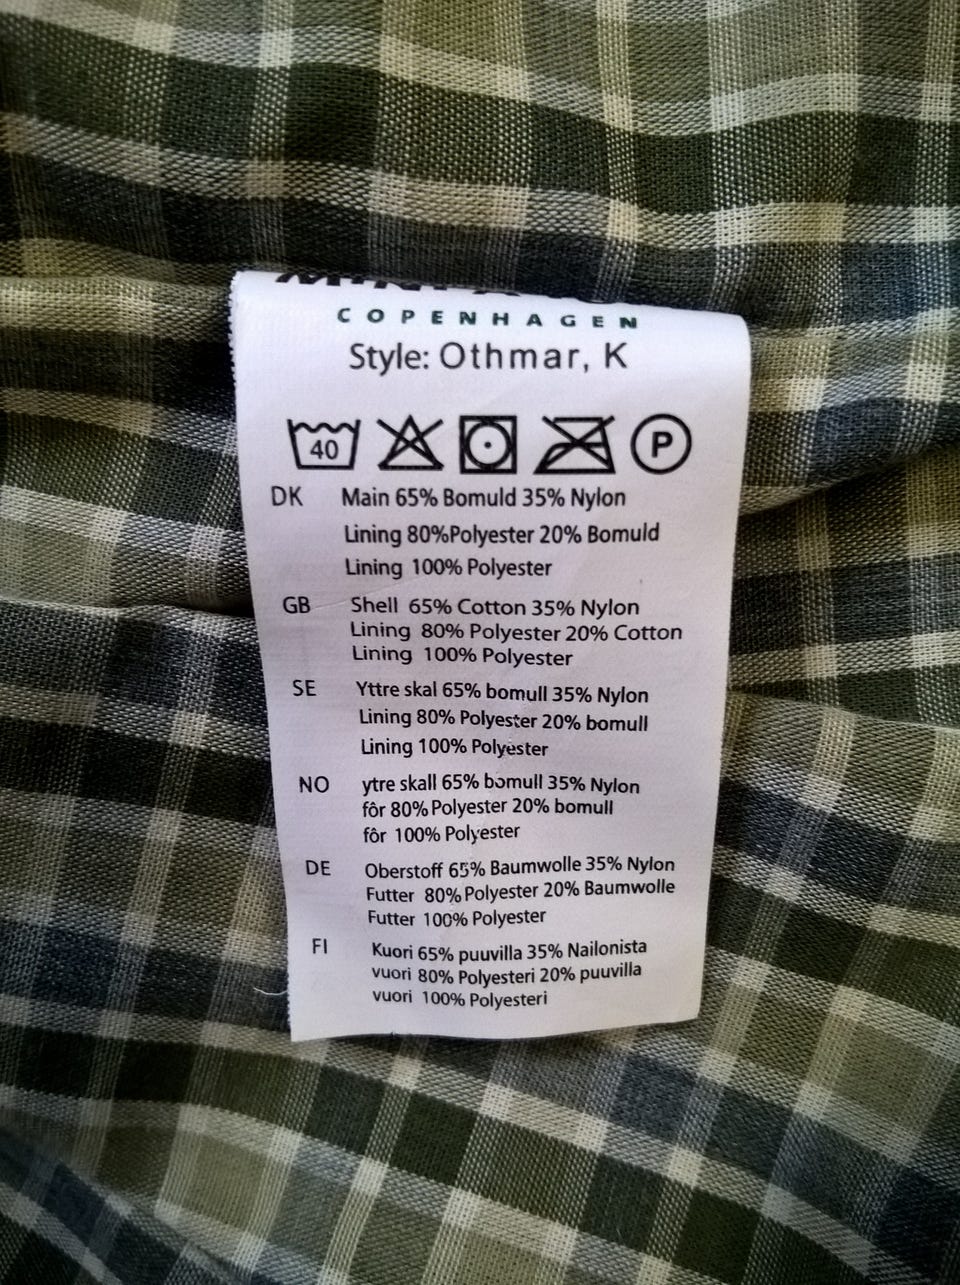 COPENHAGEN
Style: Othmar, K
40 P
DK Main 65% Bomuld 35% Nylon
Lining 80%Polyester 20% Bomuld
Lining 100% Polyester
GB Shell 65% Cotton 35% Nylon
Lining 80% Polyester 20% Cotton
Lining 100% Polyester
SE Yttre skal 65% bomull 35% Nylon
Lining 80% Polyester 20% bomull
Lining 100% Polyester
NO ytre skall 65% bomull 35% Nylon
fôr 80% Polyester 20% bomull
fôr 100% Polyester
DE Oberstoff 65% Baumwolle 35% Nylon
Futter 80% Polyester 20% Baumwolle
Futter 100% Polyester
FI Kuori 65% puuvilla 35% Nailonista
vuori 80% Polyesteri 20% puuvilla
vuori 100% Polyesteri